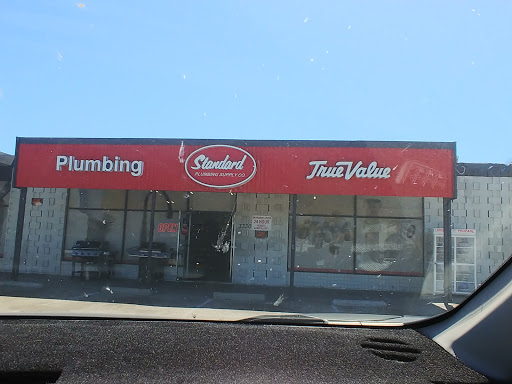 Plumbing
Standard
PLUMBING SUPPLY CO.
True Value
OPEN